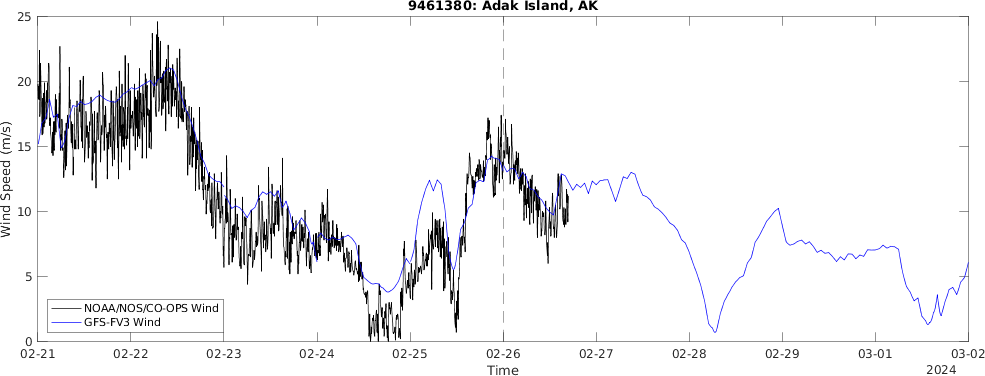 9461380: Adak Island, AK
Wind Speed (m/s)
25
20
15
10
5
0
NOAA/NOS/CO-OPS Wind
GFS-FV3 Wind
02-21 02-22 02-23 02-24 02-25 02-26 02-27 02-28 02-29 03-01 03-02
Time
2024